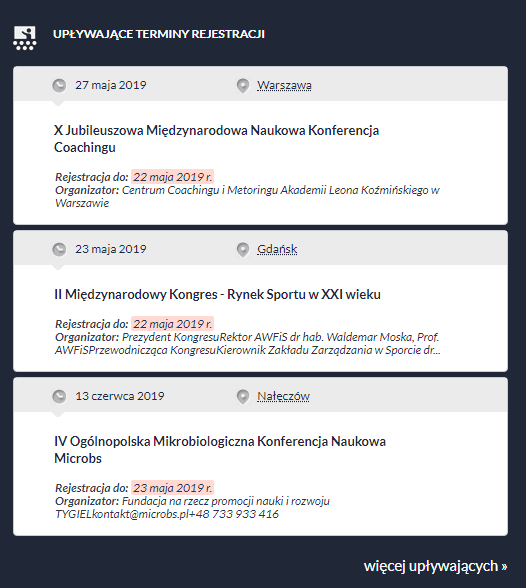 UPŁYWAJĄCE TERMINY REJESTRACJI
27 maja 2019 Warszawa
X Jubileuszowa Międzynarodowa Naukowa Konferencja
Coachingu
Rejestracja do: 22 maja 2019 r.
Organizator: Centrum Coachingu i Metoringu Akademii Leona Koźmińskiego w
Warszawie
23 maja 2019 Gdańsk
II Międzynarodowy Kongres - Rynek Sportu w XXI wieku
Rejestracja do: 22 maja 2019 r.
Organizator: Prezydent KongresuRektor AWFiS dr hab. Waldemar Moska, Prof.
AWFiSPrzewodnicząca KongresuKierownik Zakładu Zarządzania w Sporcie dr...
13 czerwca 2019 Nałęczów
IV Ogólnopolska Mikrobiologiczna Konferencja Naukowa
Microbs
Rejestracja do: 23 maja 2019 r.
Organizator: Fundacja na rzecz promocji nauki i rozwoju
TYGIELkontakt@microbs.pl+48 733 933 416
więcej upływających »